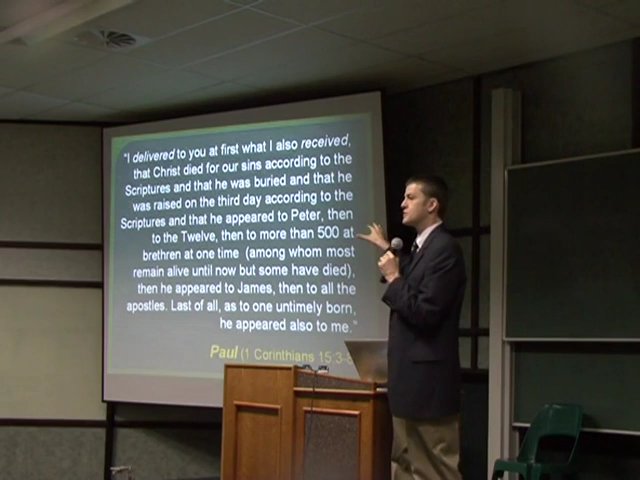 "I delivered to you at first what I also received,
that Christ died for our sins according to the
Scriptures and that he was buried and that he
was raised on the third day according to the
Scriptures and that he appeared to Peter, then
to the Twelve, then to more than 500 at
brethren at one time (among whom most
remain alive until now but some have died),
then he appeared to James, then to all the
apostles. Last of all, as to one untimely born,
he appeared also to me."
Paul (1 Corinthians 15:3-8